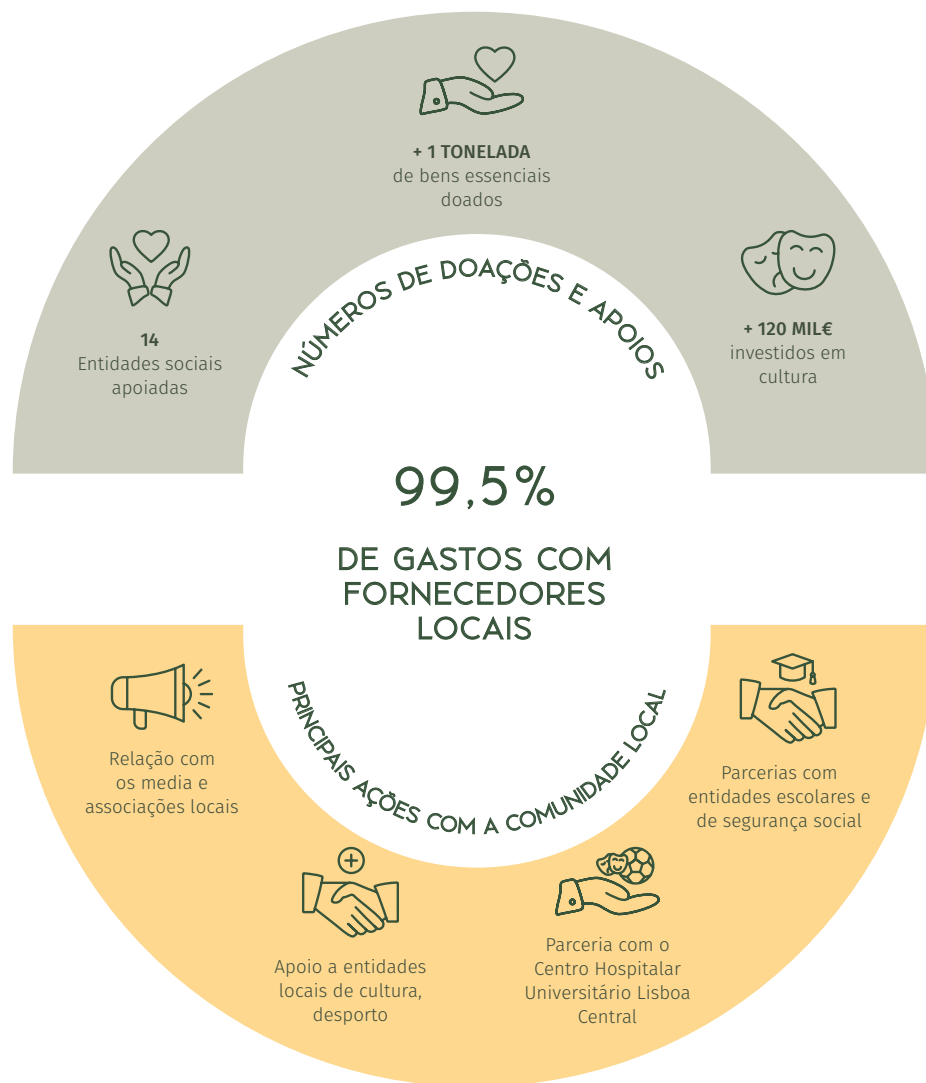 + 1 TONELADA
de bens essenciais
doados
14
Entidades sociais
apoiadas
+ 120 MIL€
investidos em
cultura
NÚMEROS DE DOAÇÕES E APOIOS
99,5%
DE GASTOS COM
FORNECEDORES
LOCAIS
PRINCIPAIS AÇÕES COM A COMUNIDADE LOCAL
Relação com
os media e
associações locais
Apoio a entidades
locais de cultura,
desporto
Parceria com o
Centro Hospitalar
Universitário Lisboa
Central
Parcerias com
entidades escolares e
de segurança social